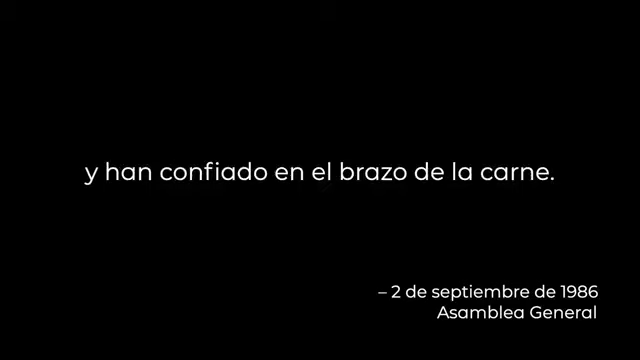 y han confiado en el brazo de la carne.
– 2 de septiembre de 1986
Asamblea General